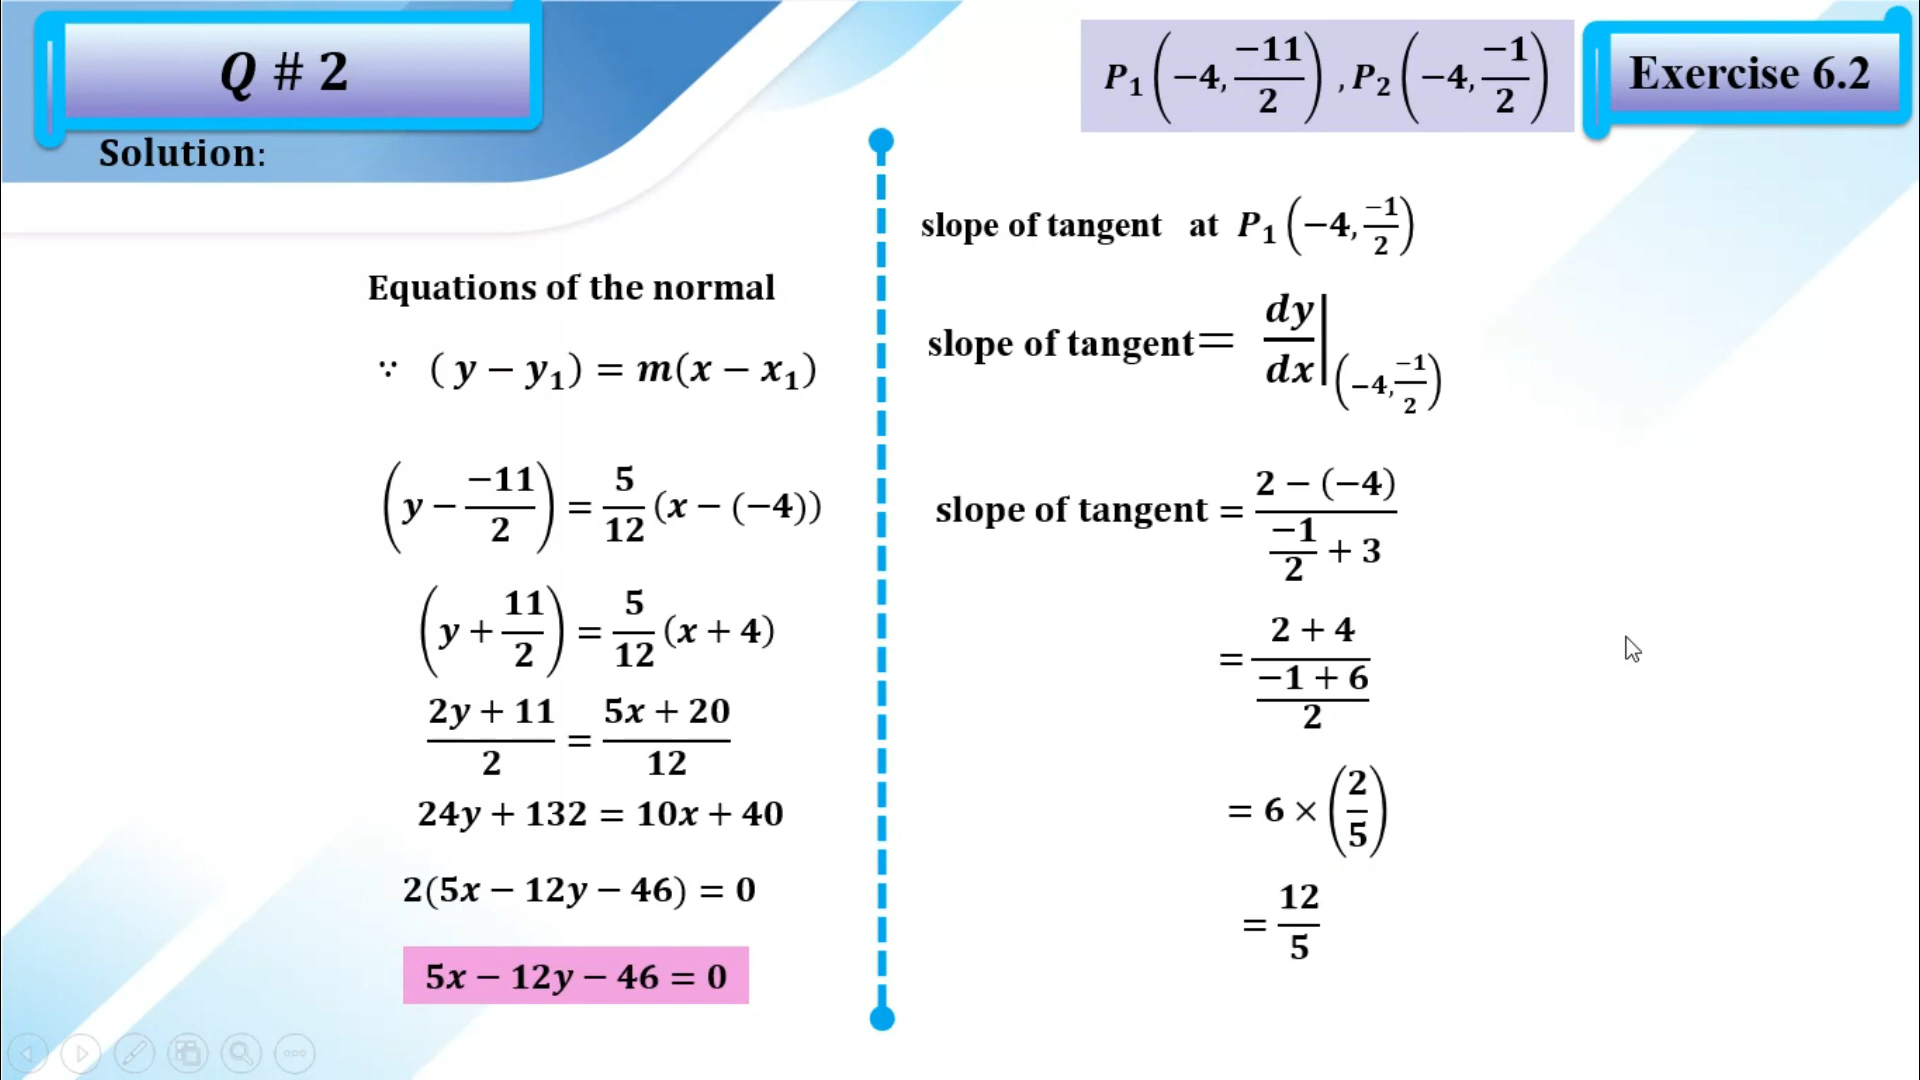 Q # 2
P₁(−4, −11/2) , P₂(−4, −1/2)
Exercise 6.2
Solution:
Equations of the normal
∵ ( y − y₁) = m(x − x₁)
(y − −11/2) = 5/12 (x − (−4))
(y + 11/2) = 5/12 (x + 4)
(2y + 11)/2 = (5x + 20)/12
24y + 132 = 10x + 40
2(5x − 12y − 46) = 0
5x − 12y − 46 = 0
slope of tangent at P₁(−4, −1/2)
slope of tangent = dy/dx |(−4, −1/2)
slope of tangent = (2 − (−4))/(−1/2 + 3)
= (2 + 4)/((−1 + 6)/2)
= 6 × (2/5)
= 12/5